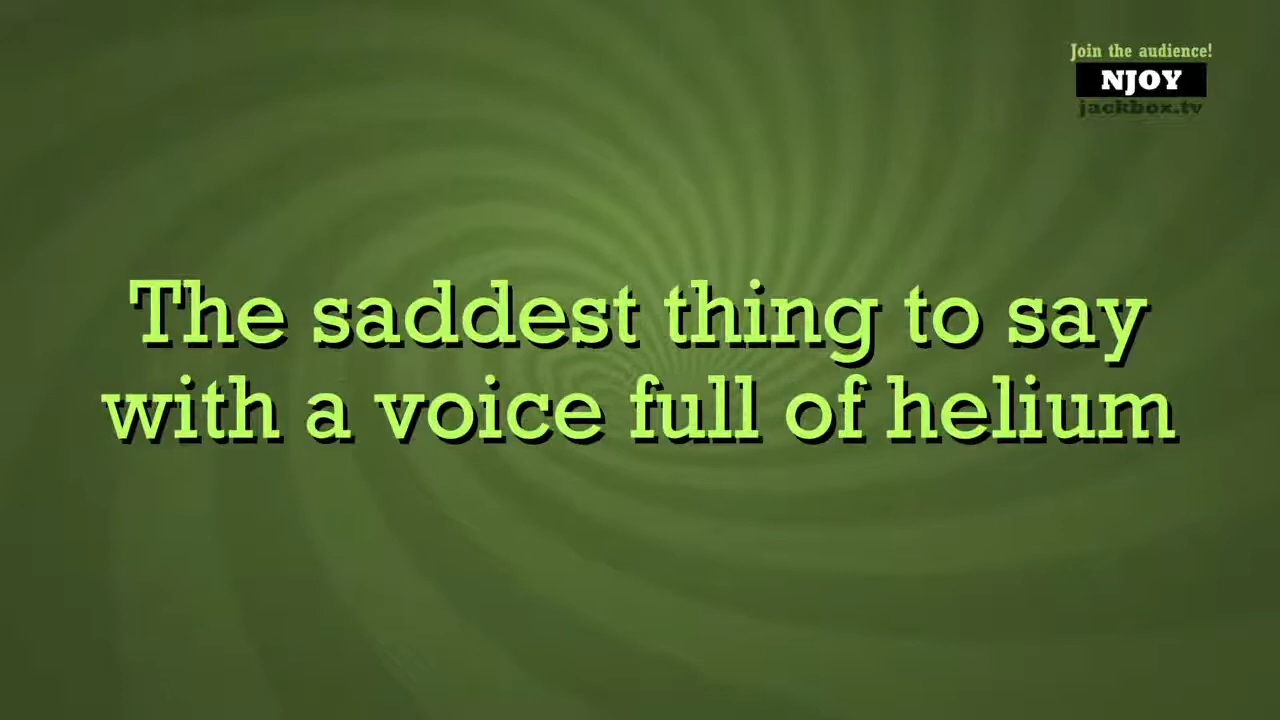 Join the audience!
NJOY
jackbox.tv
The saddest thing to say
with a voice full of helium